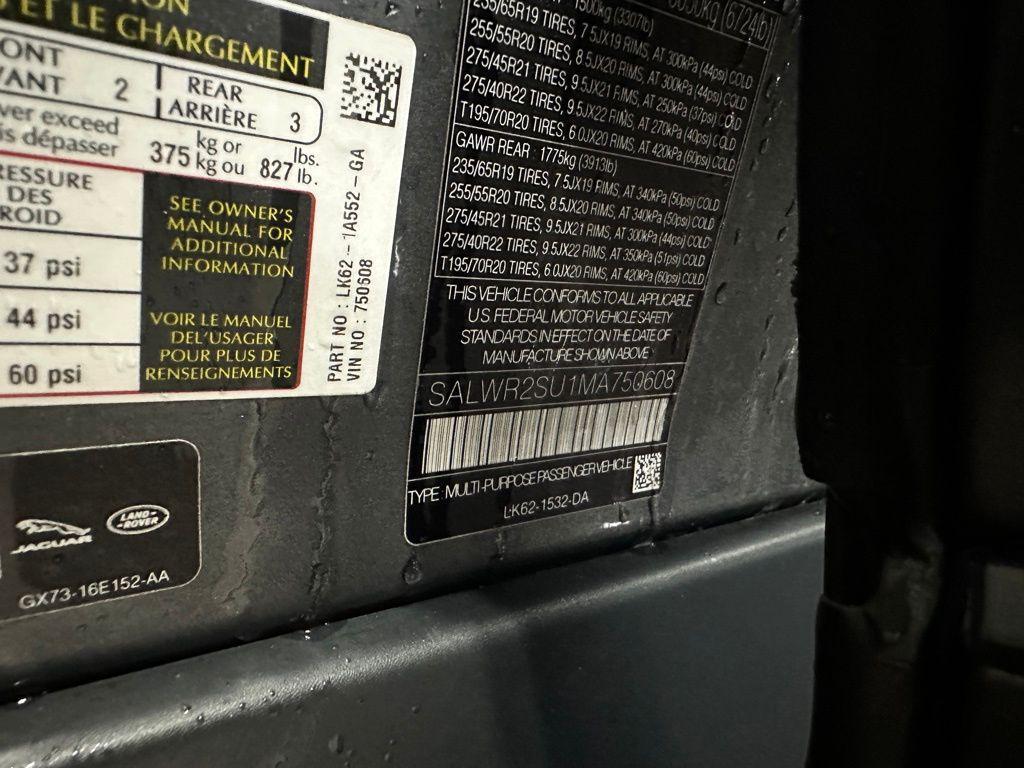 ET LE CHARGEMENT
2
REAR
ARRIÈRE 3
ver exceed
is dépasser
375 kg or
kg ou 827 lbs.
lb.
DES
37 psi
44 psi
60 psi
SEE OWNER'S
MANUAL FOR
ADDITIONAL
INFORMATION
VOIR LE MANUEL
DEL'USAGER
POUR PLUS DE
RENSEIGNEMENTS
PART NO : LK62 - 1A552 - GA
VIN NO. : 750608
1500kg (3307lb)
235/65R19 TIRES, 7.5JX19 RIMS, AT 300kPa (44psi) COLD
255/55R20 TIRES, 8.5JX20 RIMS, AT 300kPa (44psi) COLD
275/45R21 TIRES, 9.5JX21 RIMS, AT 250kPa (37psi) COLD
275/40R22 TIRES, 9.5JX22 RIMS, AT 270kPa (40psi) COLD
T195/70R20 TIRES, 6.0JX20 RIMS, AT 420kPa (60psi) COLD
GAWR REAR : 1775kg (3913lb)
235/65R19 TIRES, 7.5JX19 RIMS, AT 340kPa (50psi) COLD
255/55R20 TIRES, 8.5JX20 RIMS, AT 340kPa (50psi) COLD
275/45R21 TIRES, 9.5JX21 RIMS, AT 300kPa (44psi) COLD
275/40R22 TIRES, 9.5JX22 RIMS, AT 350kPa (51psi) COLD
T195/70R20 TIRES, 6.0JX20 RIMS, AT 420kPa (60psi) COLD
THIS VEHICLE CONFORMS TO ALL APPLICABLE
U.S. FEDERAL MOTOR VEHICLE SAFETY
STANDARDS IN EFFECT ON THE DATE OF
MANUFACTURE SHOWN ABOVE
SALWR2SU1MA750608
TYPE : MULTI-PURPOSE PASSENGER VEHICLE
LK62-1532-DA
JAGUAR
LAND-ROVER
GX73-16E152-AA